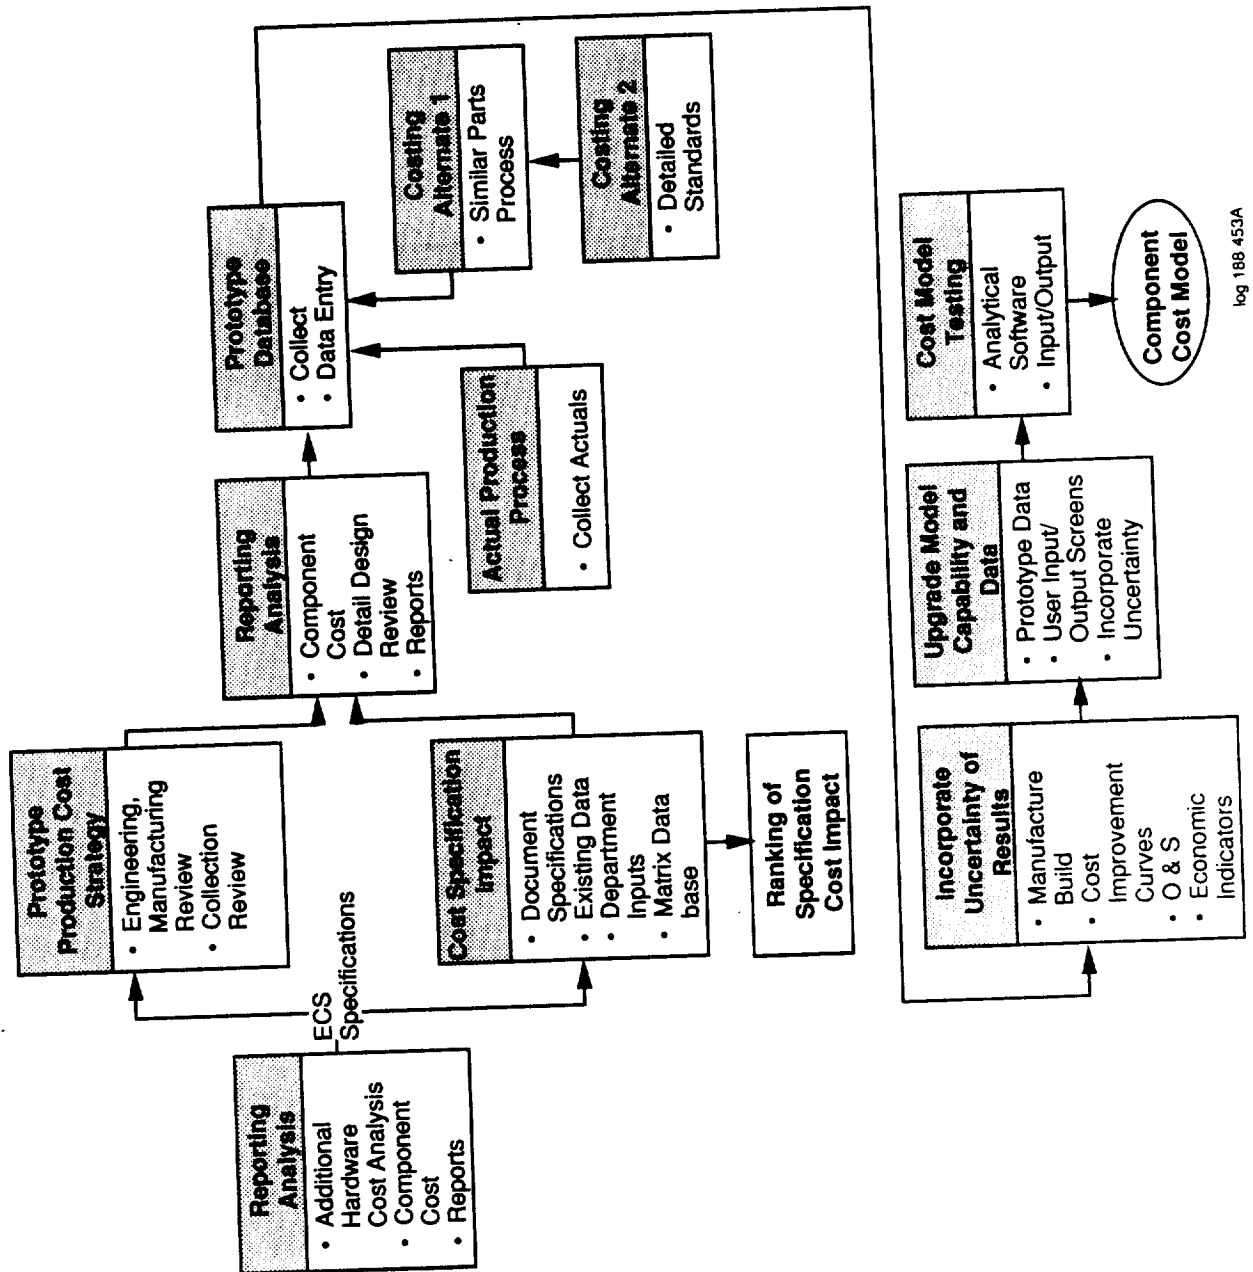 Reporting
Analysis
• Additional
Hardware
Cost Analysis
• Component
Cost
• Reports
ECS
Specifications
Prototype
Production Cost
Strategy
• Engineering,
Manufacturing
Review
• Collection
Review
Cost Specification
Impact
• Document
Specifications
• Existing Data
• Department
Inputs
• Matrix Data
base
Ranking of
Specification
Cost Impact
Reporting
Analysis
• Component
Cost
• Detail Design
Review
• Reports
Actual Production
Process
• Collect Actuals
Prototype
Database
• Collect
• Data Entry
Costing
Alternate 1
• Similar Parts
Process
Costing
Alternate 2
• Detailed
Standards
Incorporate
Uncertainty of
Results
• Manufacture
Build
• Cost
Improvement
Curves
• O & S
• Economic
Indicators
Upgrade Model
Capability and
Data
• Prototype Data
• User Input/
Output Screens
• Incorporate
Uncertainty
Cost Model
Testing
• Analytical
Software
• Input/Output
Component
Cost Model
log 188 453A